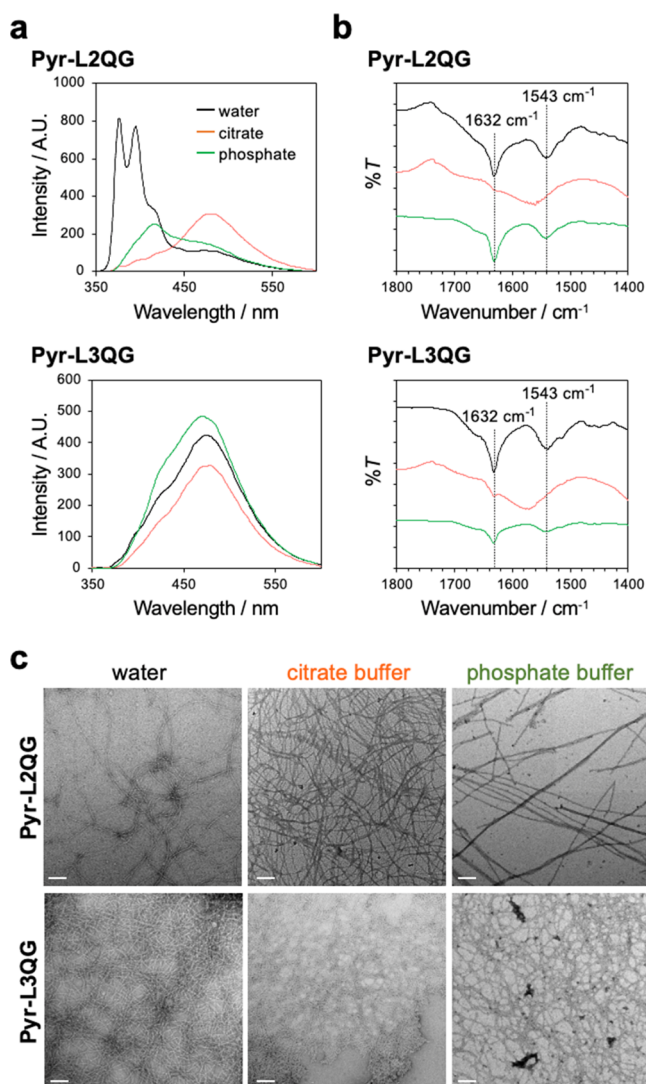 a
Pyr-L2QG
1000
800
600
400
200
0
350
450
550
Intensity / A.U.
Wavelength / nm
water
citrate
phosphate
b
Pyr-L2QG
1543 cm⁻¹
1632 cm⁻¹
%T
1800
1700
1600
1500
1400
Wavenumber / cm⁻¹
Pyr-L3QG
600
500
400
300
200
100
0
350
450
550
Intensity / A.U.
Wavelength / nm
Pyr-L3QG
1543 cm⁻¹
1632 cm⁻¹
%T
1800
1700
1600
1500
1400
Wavenumber / cm⁻¹
c
water
citrate buffer
phosphate buffer
Pyr-L2QG
Pyr-L3QG